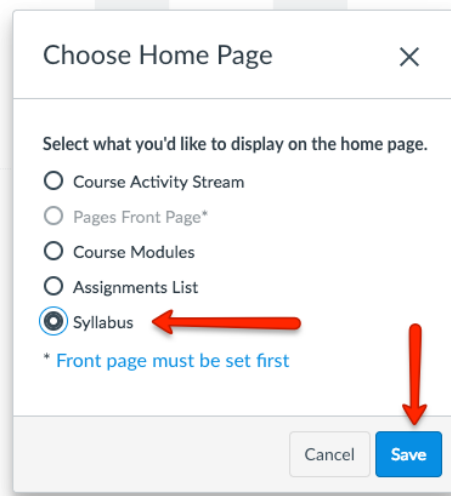 Choose Home Page
Select what you'd like to display on the home page.
Course Activity Stream
Pages Front Page*
Course Modules
Assignments List
Syllabus
* Front page must be set first
Cancel
Save